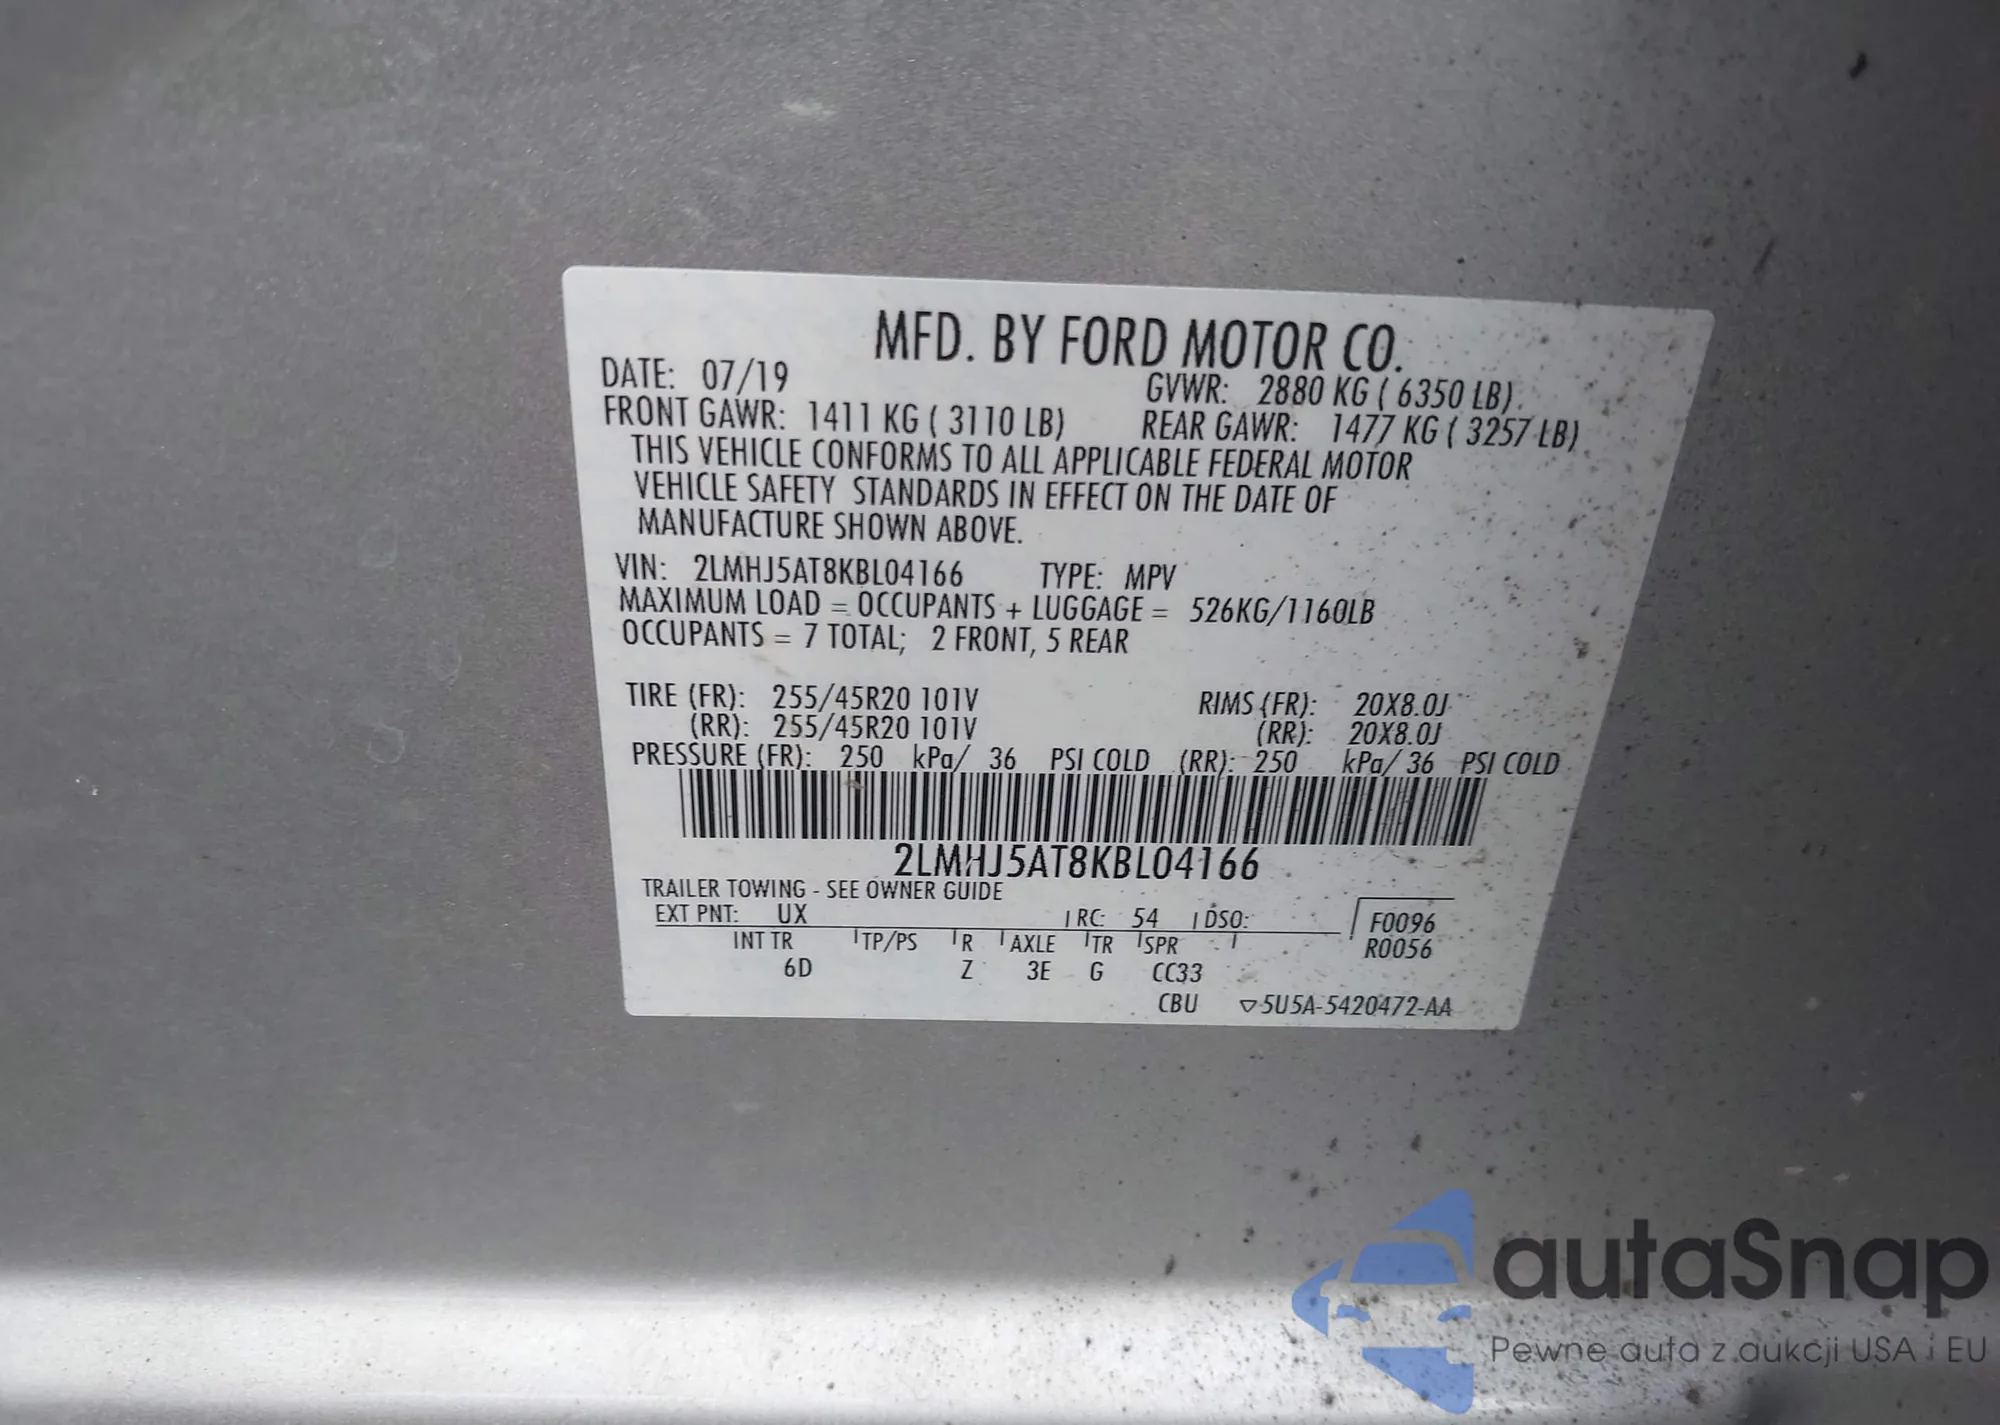 MFD. BY FORD MOTOR CO.
DATE: 07/19 GVWR: 2880 KG ( 6350 LB)
FRONT GAWR: 1411 KG ( 3110 LB) REAR GAWR: 1477 KG ( 3257 LB)
THIS VEHICLE CONFORMS TO ALL APPLICABLE FEDERAL MOTOR
VEHICLE SAFETY STANDARDS IN EFFECT ON THE DATE OF
MANUFACTURE SHOWN ABOVE.
VIN: 2LMHJ5AT8KBL04166 TYPE: MPV
MAXIMUM LOAD = OCCUPANTS + LUGGAGE = 526KG/1160LB
OCCUPANTS = 7 TOTAL; 2 FRONT, 5 REAR
TIRE (FR): 255/45R20 101V RIMS (FR): 20X8.0J
(RR): 255/45R20 101V (RR): 20X8.0J
PRESSURE (FR): 250 kPa/ 36 PSI COLD (RR): 250 kPa/ 36 PSI COLD
2LMHJ5AT8KBL04166
TRAILER TOWING - SEE OWNER GUIDE
EXT PNT: UX RC: 54 DSO: F0096
INT TR TP/PS R AXLE TR SPR R0056
6D Z 3E G CC33
CBU ▽5U5A-5420472-AA
autaSnap
Pewne auta z aukcji USA i EU